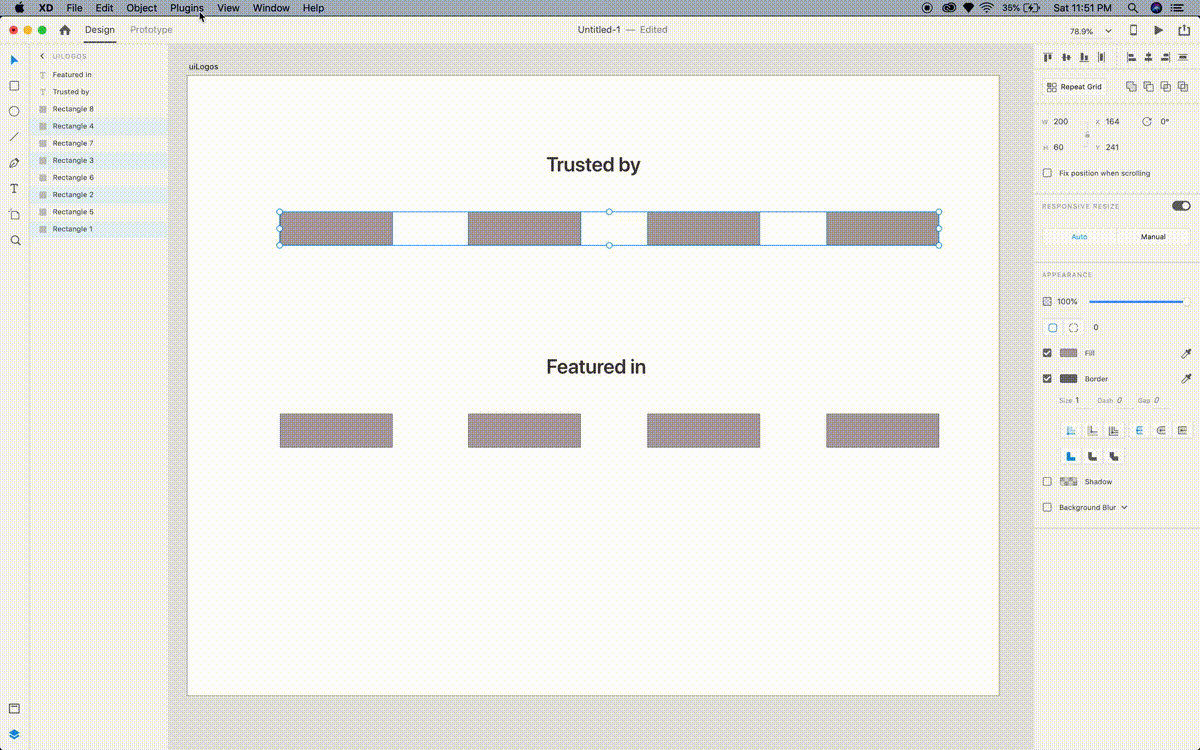 XD File Edit Object Plugins View Window Help 35% Sat 11:51 PM
Design Prototype Untitled-1 — Edited 78.9%
UILOGOS
Featured in
Trusted by
Rectangle 8
Rectangle 4
Rectangle 7
Rectangle 3
Rectangle 6
Rectangle 2
Rectangle 5
Rectangle 1
uiLogos
Trusted by
Featured in
Repeat Grid
W 200 X 164 0°
H 60 Y 241
Fix position when scrolling
RESPONSIVE RESIZE
Auto Manual
APPEARANCE
100%
0
Fill
Border
Size 1 Dash 0 Gap 0
Shadow
Background Blur